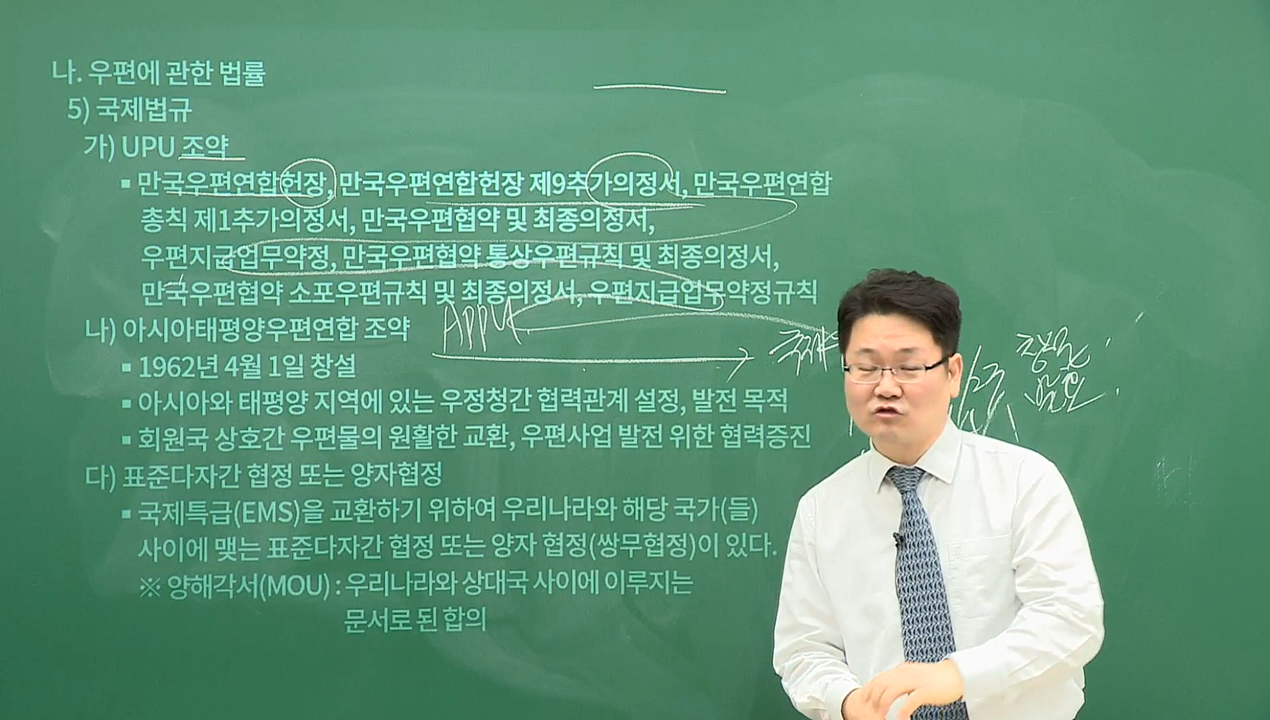 나. 우편에 관한 법률
5) 국제법규
가) UPU 조약
▪ 만국우편연합헌장, 만국우편연합헌장 제9추가의정서, 만국우편연합
총칙 제1추가의정서, 만국우편협약 및 최종의정서,
우편지급업무약정, 만국우편협약 통상우편규칙 및 최종의정서,
만국우편협약 소포우편규칙 및 최종의정서, 우편지급업무약정규칙
나) 아시아태평양우편연합 조약
APPU
▪ 1962년 4월 1일 창설
▪ 아시아와 태평양 지역에 있는 우정청간 협력관계 설정, 발전 목적
▪ 회원국 상호간 우편물의 원활한 교환, 우편사업 발전 위한 협력증진
다) 표준다자간 협정 또는 양자협정
▪ 국제특급(EMS)을 교환하기 위하여 우리나라와 해당 국가(들)
사이에 맺는 표준다자간 협정 또는 양자 협정(쌍무협정)이 있다.
※ 양해각서(MOU) : 우리나라와 상대국 사이에 이루지는
문서로 된 합의